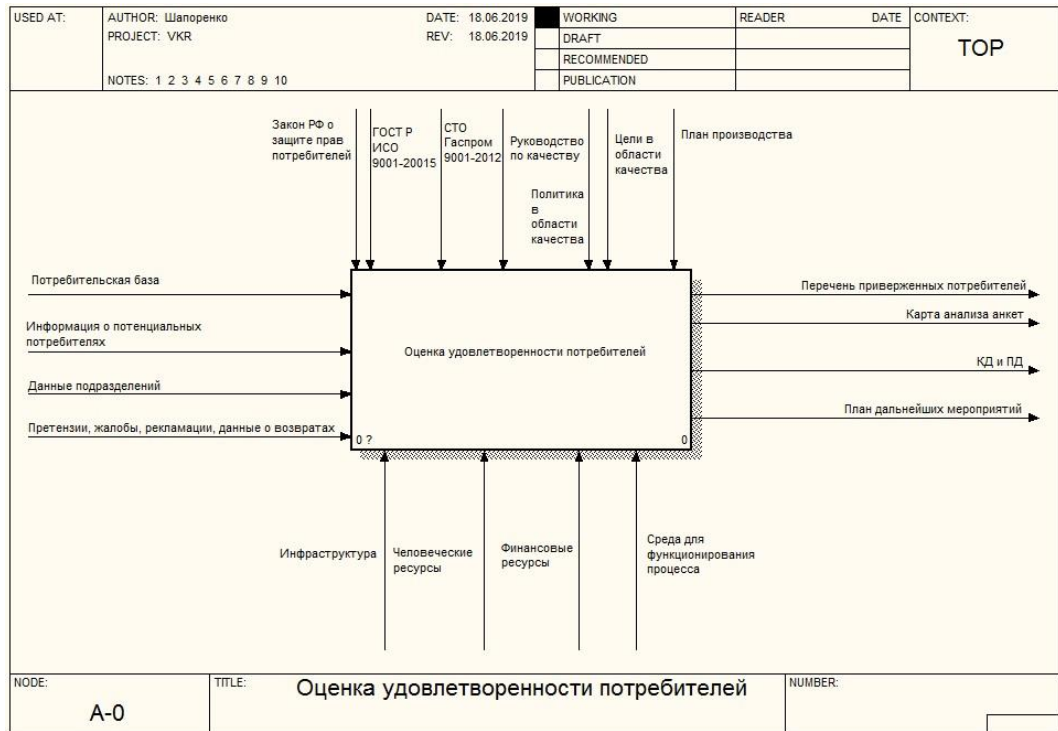 USED AT:
AUTHOR: Шапоренко
DATE: 18.06.2019
WORKING
READER
DATE
CONTEXT:
PROJECT: VKR
REV: 18.06.2019
DRAFT
TOP
RECOMMENDED
NOTES: 1 2 3 4 5 6 7 8 9 10
PUBLICATION
Закон РФ о
защите прав
потребителей
ГОСТ Р
ИСО
9001-20015
СТО
Гаспром
9001-2012
Руководство
по качеству
Политика
в
области
качества
Цели в
области
качества
План производства
Потребительская база
Информация о потенциальных
потребителях
Данные подразделений
Претензии, жалобы, рекламации, данные о возвратах
Оценка удовлетворенности потребителей
0 ?
0
Перечень приверженных потребителей
Карта анализа анкет
КД и ПД
План дальнейших мероприятий
Инфраструктура
Человеческие
ресурсы
Финансовые
ресурсы
Среда для
функционирования
процесса
NODE:
A-0
TITLE:
Оценка удовлетворенности потребителей
NUMBER: